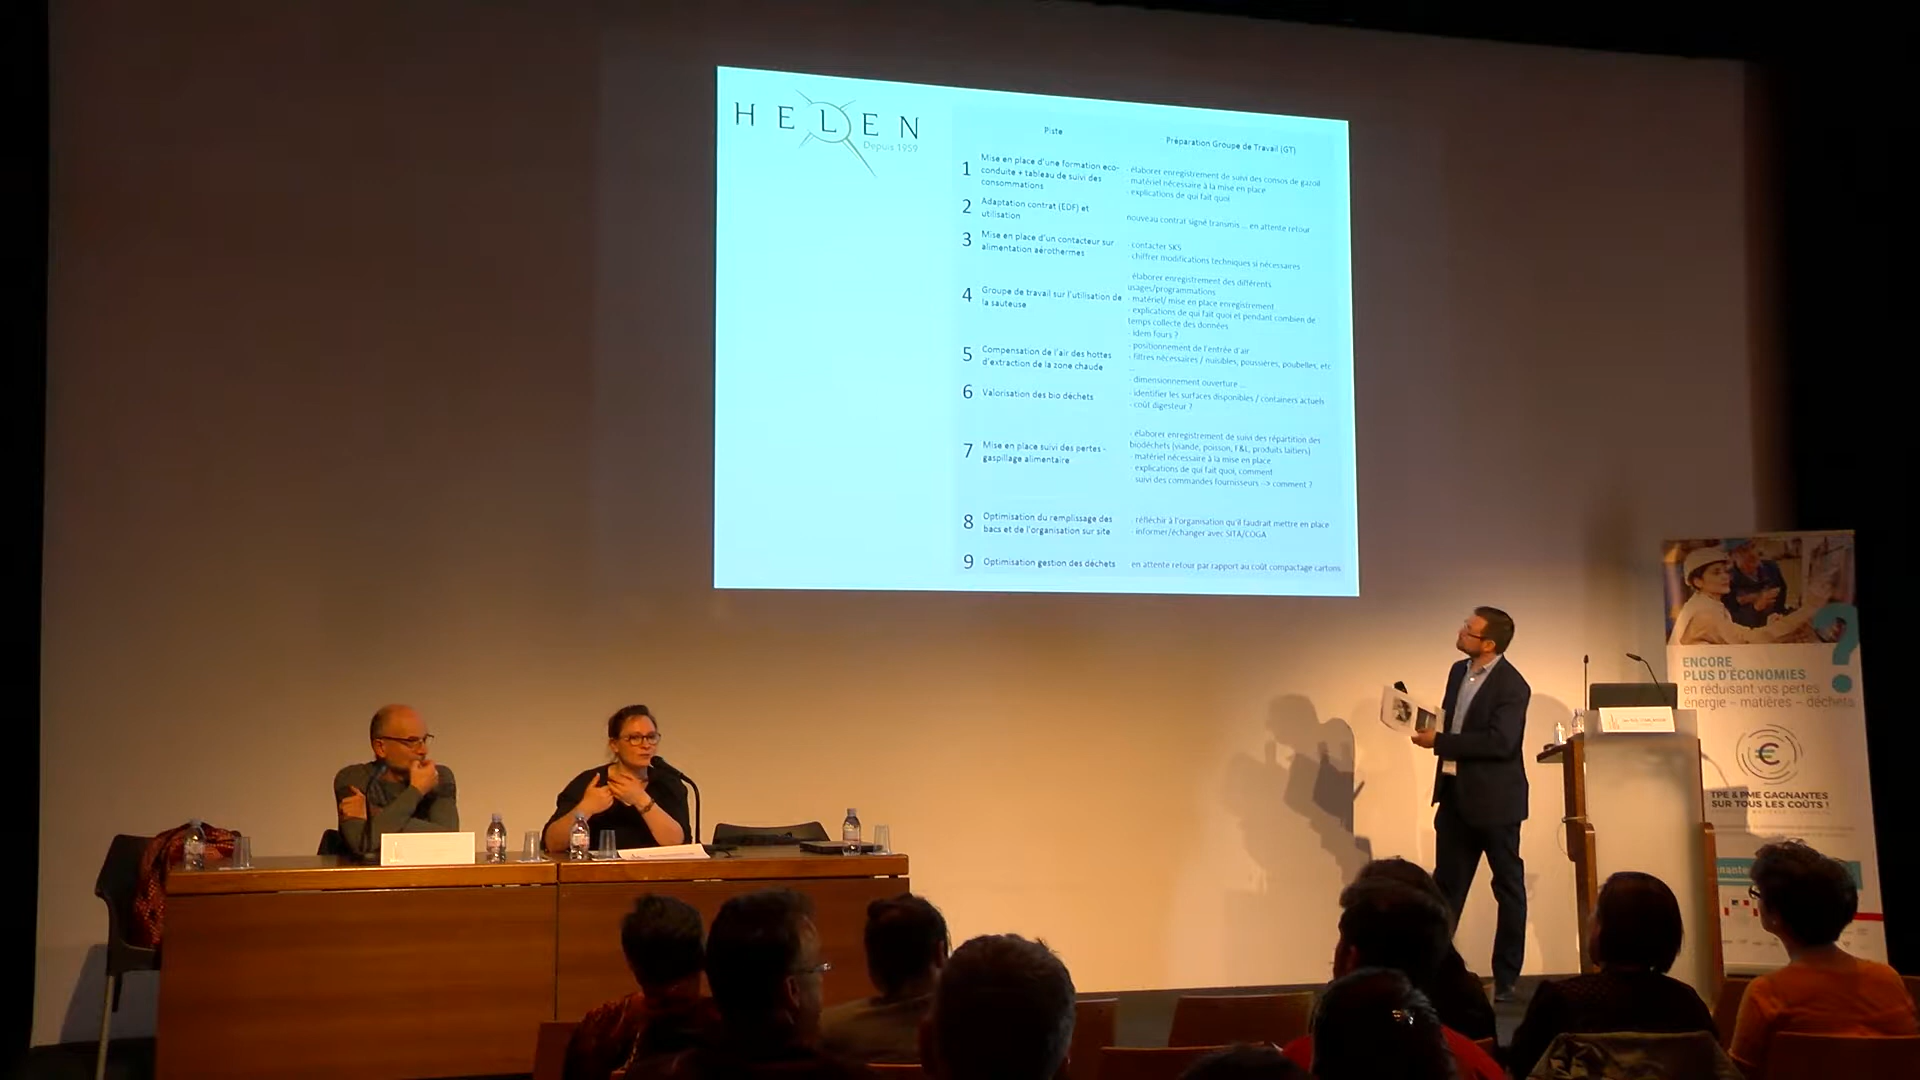 HELEN
Depuis 1959
Piste
Préparation Groupe de Travail (GT)
1
Mise en place d'une formation eco-
conduite + tableau de suivi des
consommations
- élaborer enregistrement de suivi des consos de gazoil
- matériel nécessaire à la mise en place
- explications de qui fait quoi
2
Adaptation contrat (EDF) et
utilisation
nouveau contrat signé transmis ... en attente retour
3
Mise en place d'un contacteur sur
alimentation aérothermes
- contacter SKS
- chiffrer modifications techniques si nécessaires
4
Groupe de travail sur l'utilisation de
la sauteuse
- élaborer enregistrement des différents
usages/programmations
- matériel/ mise en place enregistrement
- explications de qui fait quoi et pendant combien de
temps collecte des données
- idem fours ?
5
Compensation de l'air des hottes
d'extraction de la zone chaude
- positionnement de l'entrée d'air
- filtres nécessaires / nuisibles, poussières, poubelles, etc
...
- dimensionnement ouverture ...
6
Valorisation des bio déchets
- identifier les surfaces disponibles / containers actuels
- coût digesteur ?
7
Mise en place suivi des pertes -
gaspillage alimentaire
- élaborer enregistrement de suivi des répartition des
biodéchets (viande, poisson, F&L, produits laitiers)
- matériel nécessaire à la mise en place
- explications de qui fait quoi, comment
suivi des commandes fournisseurs --> comment ?
8
Optimisation du remplissage des
bacs et de l'organisation sur site
- réfléchir à l'organisation qu'il faudrait mettre en place
- informer/échanger avec SITA/COGA
9
Optimisation gestion des déchets
en attente retour par rapport au coût compactage cartons
ENCORE
PLUS D'ÉCONOMIES ?
en réduisant vos pertes
énergie – matières – déchets
€
TPE & PME GAGNANTES
SUR TOUS LES COÛTS !